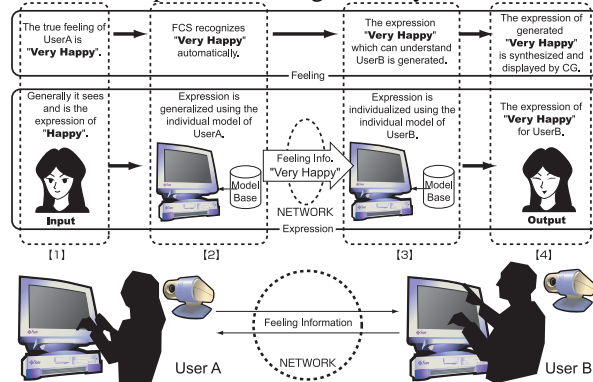 The true feeling of
UserA is
"Very Happy".
FCS recognizes
"Very Happy"
automatically.
The expression
"Very Happy"
which can understand
UserB is generated.
The expression of
generated
"Very Happy"
is synthesized and
displayed by CG.
Feeling
Generally it sees
and is the
expression of
"Happy".
Input
Expression is
generalized using the
individual model of
UserA.
Model
Base
Feeling Info.
"Very Happy"
NETWORK
Expression is
individualized using the
individual model of
UserB.
Model
Base
The expression of
"Very Happy"
for UserB.
Output
Expression
【1】
【2】
【3】
【4】
User A
Feeling Information
NETWORK
User B